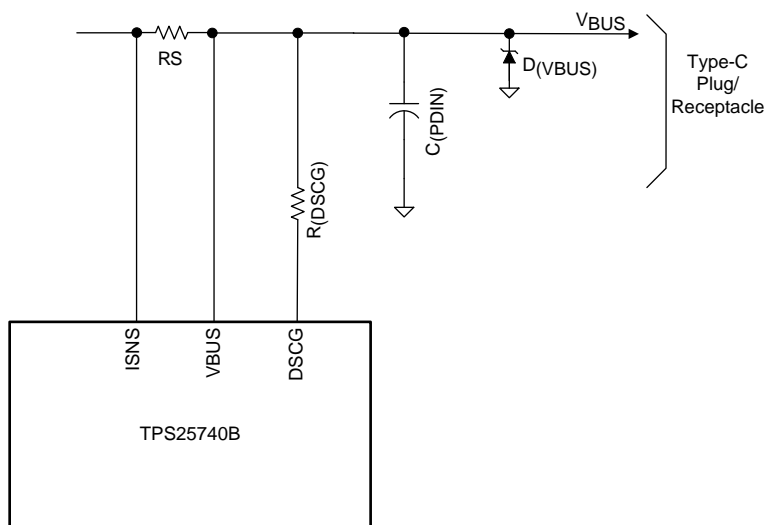 VBUS
RS
D(VBUS)
Type-C
Plug/
Receptacle
C(PDIN)
R(DSCG)
ISNS
VBUS
DSCG
TPS25740B